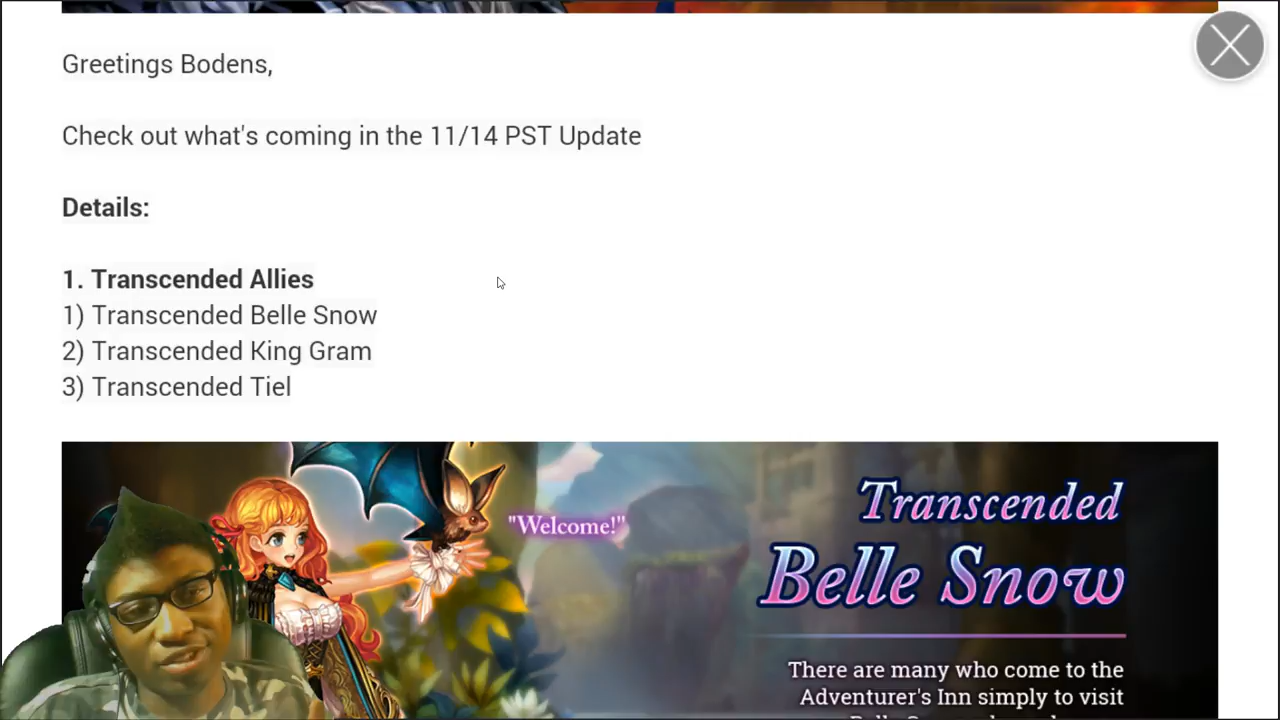 Greetings Bodens,
Check out what's coming in the 11/14 PST Update
Details:
1. Transcended Allies
1) Transcended Belle Snow
2) Transcended King Gram
3) Transcended Tiel
"Welcome!"
Transcended
Belle Snow
There are many who come to the
Adventurer's Inn simply to visit